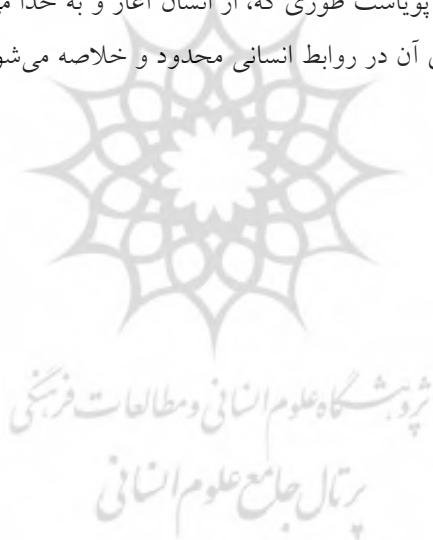 پویاست طوری که، از انسان آغاز و به خدا
آن در روابط انسانی محدود و خلاصه می‌شو
پژوهشگاه علوم انسانی و مطالعات فرهنگی
پرتال جامع علوم انسانی